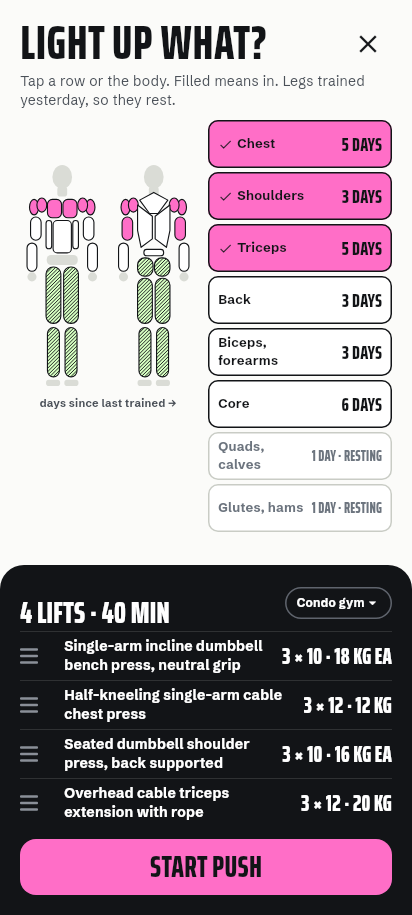 LIGHT UP WHAT?
Tap a row or the body. Filled means in. Legs trained
yesterday, so they rest.
Chest 5 DAYS
Shoulders 3 DAYS
Triceps 5 DAYS
Back 3 DAYS
Biceps,
forearms 3 DAYS
Core 6 DAYS
Quads,
calves 1 DAY · RESTING
Glutes, hams 1 DAY · RESTING
days since last trained →
4 LIFTS · 40 MIN
Condo gym
Single-arm incline dumbbell
bench press, neutral grip
3 × 10 · 18 KG EA
Half-kneeling single-arm cable
chest press
3 × 12 · 12 KG
Seated dumbbell shoulder
press, back supported
3 × 10 · 16 KG EA
Overhead cable triceps
extension with rope
3 × 12 · 20 KG
START PUSH